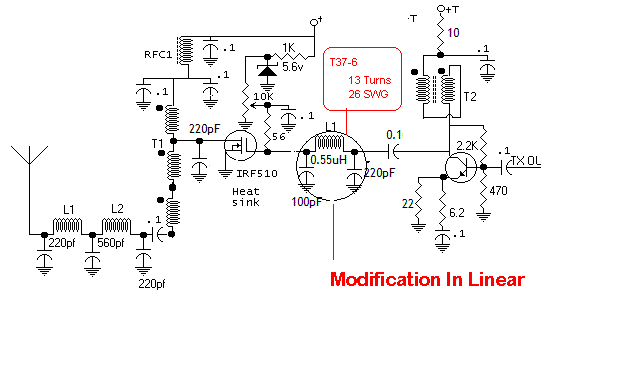 +
·T
+T
RFC1
.1
1K
10
5.6v
T37-6
13 Turns
26 SWG
.1
.1
.1
10K
.1
T2
220pF
T1
56
L1
0.1
2.2K
.1
TX OL
IRF510
0.55uH
Heat
sink
100pF
220pF
22
6.2
470
L1
L2
.1
220pf
560pf
220pf
.1
Modification In Linear